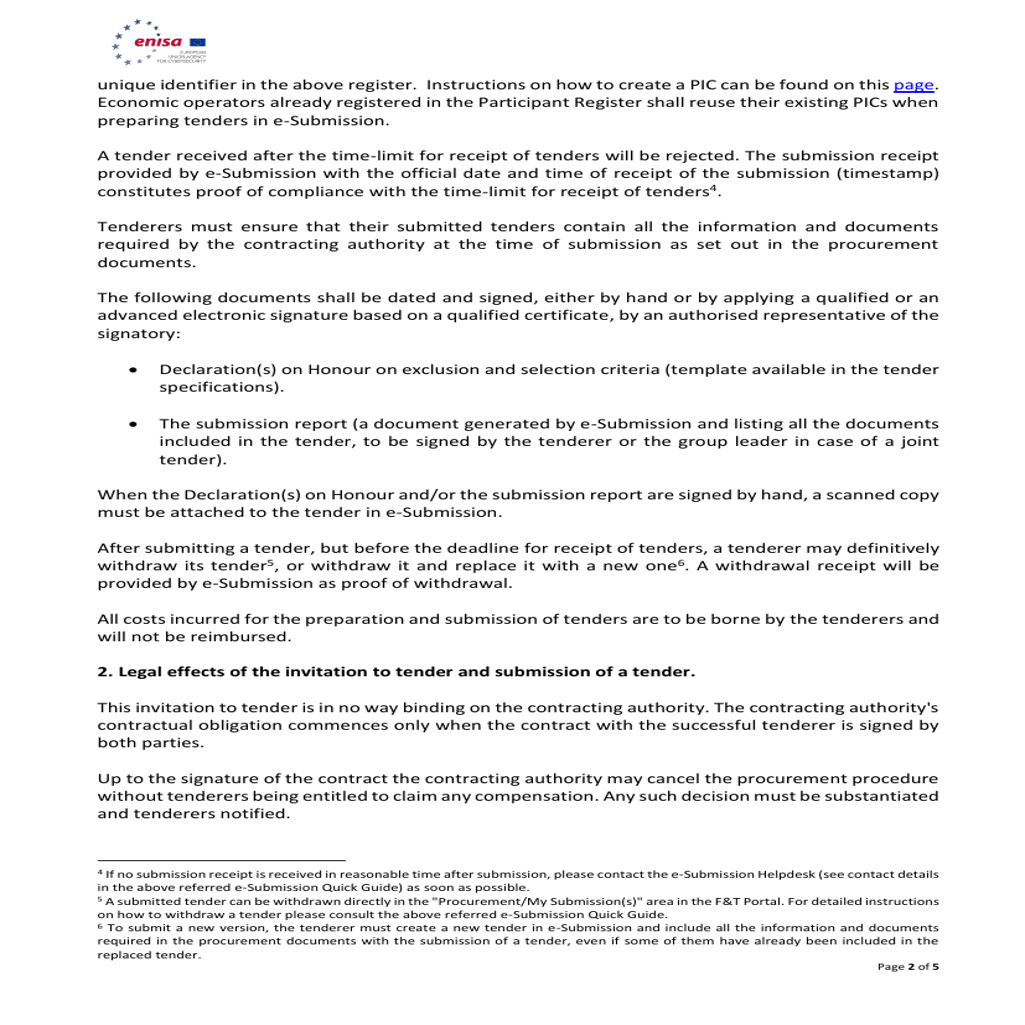 enisa
EUROPEAN
UNION AGENCY
FOR CYBERSECURITY
unique identifier in the above register. Instructions on how to create a PIC can be found on this page.
Economic operators already registered in the Participant Register shall reuse their existing PICs when
preparing tenders in e-Submission.
A tender received after the time-limit for receipt of tenders will be rejected. The submission receipt
provided by e-Submission with the official date and time of receipt of the submission (timestamp)
constitutes proof of compliance with the time-limit for receipt of tenders⁴.
Tenderers must ensure that their submitted tenders contain all the information and documents
required by the contracting authority at the time of submission as set out in the procurement
documents.
The following documents shall be dated and signed, either by hand or by applying a qualified or an
advanced electronic signature based on a qualified certificate, by an authorised representative of the
signatory:
• Declaration(s) on Honour on exclusion and selection criteria (template available in the tender
specifications).
• The submission report (a document generated by e-Submission and listing all the documents
included in the tender, to be signed by the tenderer or the group leader in case of a joint
tender).
When the Declaration(s) on Honour and/or the submission report are signed by hand, a scanned copy
must be attached to the tender in e-Submission.
After submitting a tender, but before the deadline for receipt of tenders, a tenderer may definitively
withdraw its tender⁵, or withdraw it and replace it with a new one⁶. A withdrawal receipt will be
provided by e-Submission as proof of withdrawal.
All costs incurred for the preparation and submission of tenders are to be borne by the tenderers and
will not be reimbursed.
2. Legal effects of the invitation to tender and submission of a tender.
This invitation to tender is in no way binding on the contracting authority. The contracting authority's
contractual obligation commences only when the contract with the successful tenderer is signed by
both parties.
Up to the signature of the contract the contracting authority may cancel the procurement procedure
without tenderers being entitled to claim any compensation. Any such decision must be substantiated
and tenderers notified.
⁴ If no submission receipt is received in reasonable time after submission, please contact the e-Submission Helpdesk (see contact details
in the above referred e-Submission Quick Guide) as soon as possible.
⁵ A submitted tender can be withdrawn directly in the "Procurement/My Submission(s)" area in the F&T Portal. For detailed instructions
on how to withdraw a tender please consult the above referred e-Submission Quick Guide.
⁶ To submit a new version, the tenderer must create a new tender in e-Submission and include all the information and documents
required in the procurement documents with the submission of a tender, even if some of them have already been included in the
replaced tender.
Page 2 of 5